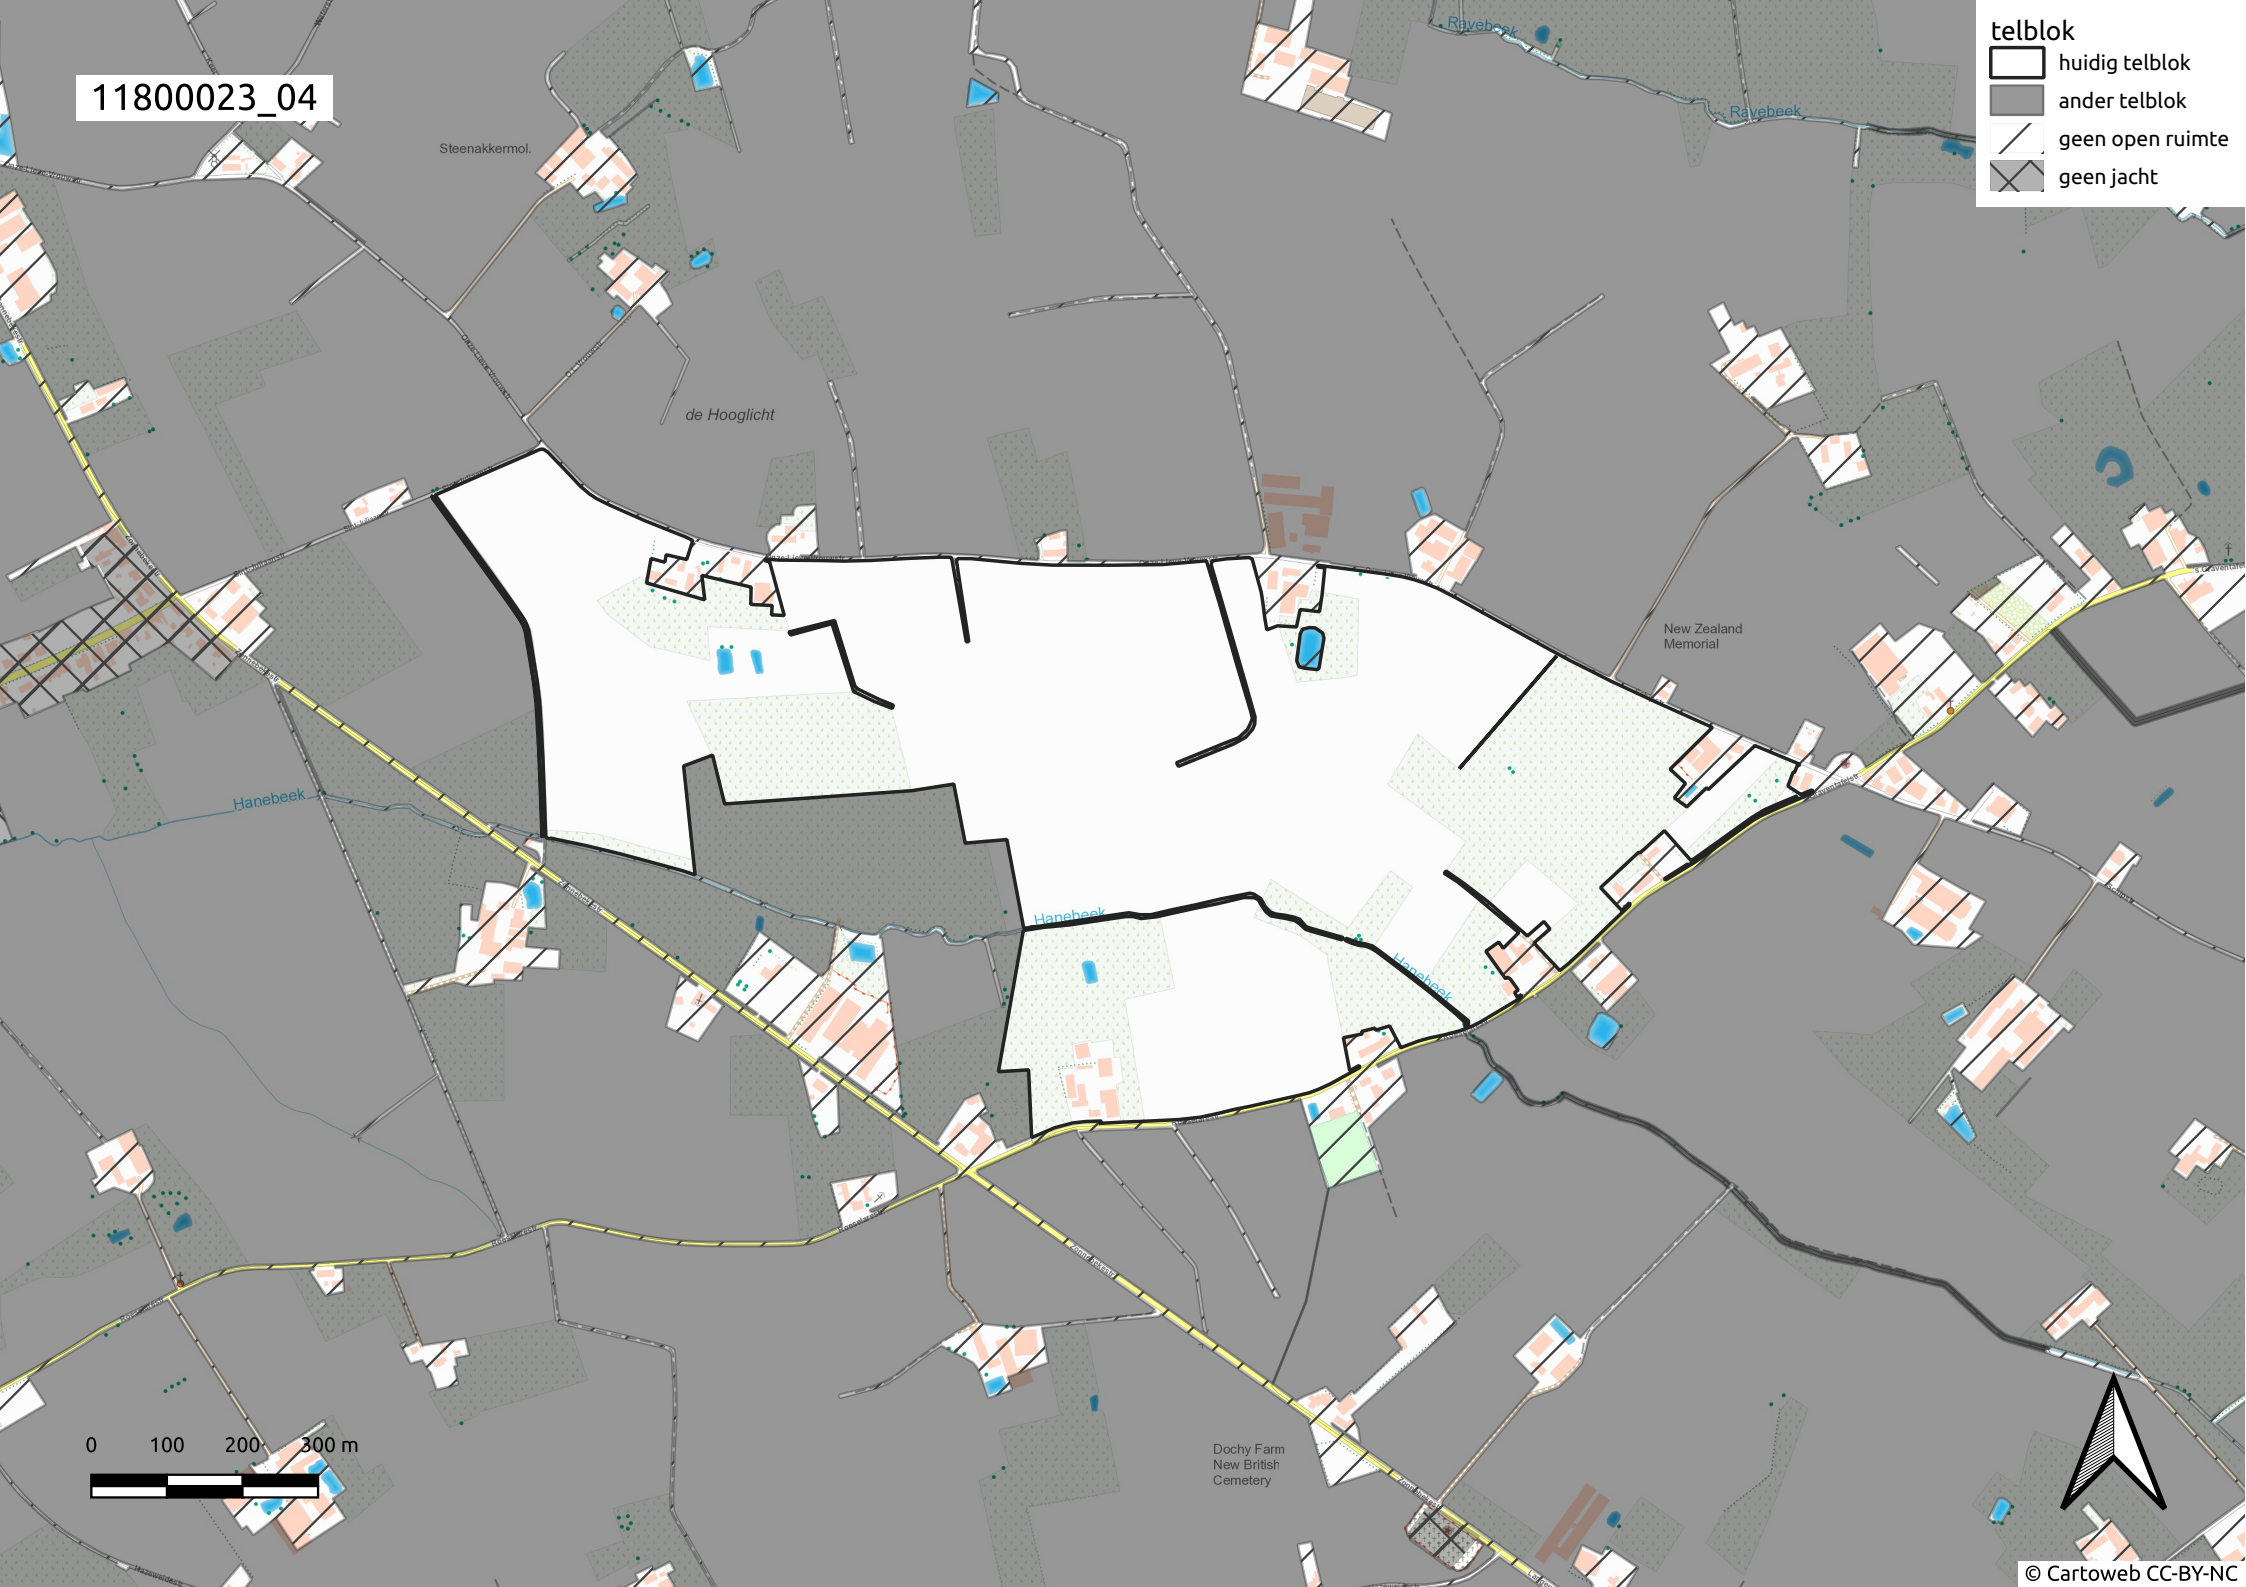 11800023_04
telblok
huidig telblok
ander telblok
geen open ruimte
geen jacht
Ravebeek
Ravebeek
Steenakkermol.
de Hooglicht
New Zealand
Memorial
Hanebeek
Hanebeek
Hanebeek
Dochy Farm
New British
Cemetery
0 100 200 300 m
© Cartoweb CC-BY-NC